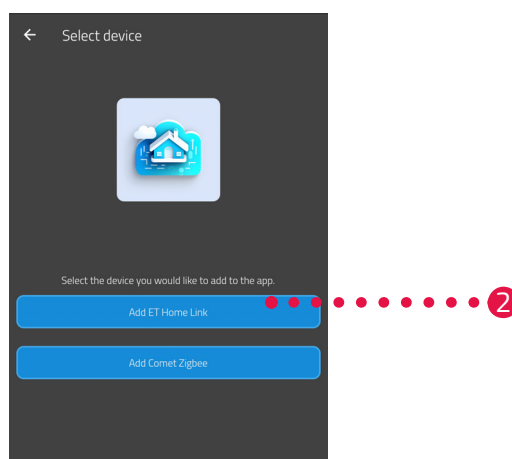 Select device
Select the device you would like to add to the app.
Add ET Home Link
2
Add Comet Zigbee